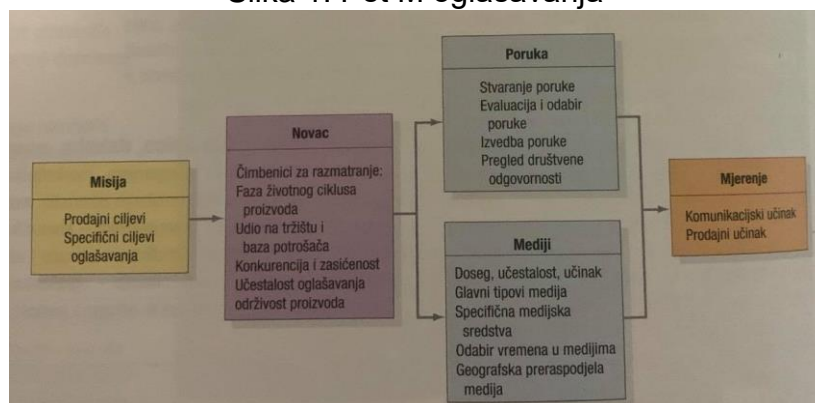 Slika 1. Pet M oglašavanja
Misija
Prodajni ciljevi
Specifični ciljevi
oglašavanja
Novac
Čimbenici za razmatranje:
Faza životnog ciklusa
proizvoda
Udio na tržištu i
baza potrošača
Konkurencija i zasićenost
Učestalost oglašavanja
održivost proizvoda
Poruka
Stvaranje poruke
Evaluacija i odabir
poruke
Izvedba poruke
Pregled društvene
odgovornosti
Mediji
Doseg, učestalost, učinak
Glavni tipovi medija
Specifična medijska
sredstva
Odabir vremena u medijima
Geografska preraspodjela
medija
Mjerenje
Komunikacijski učinak
Prodajni učinak